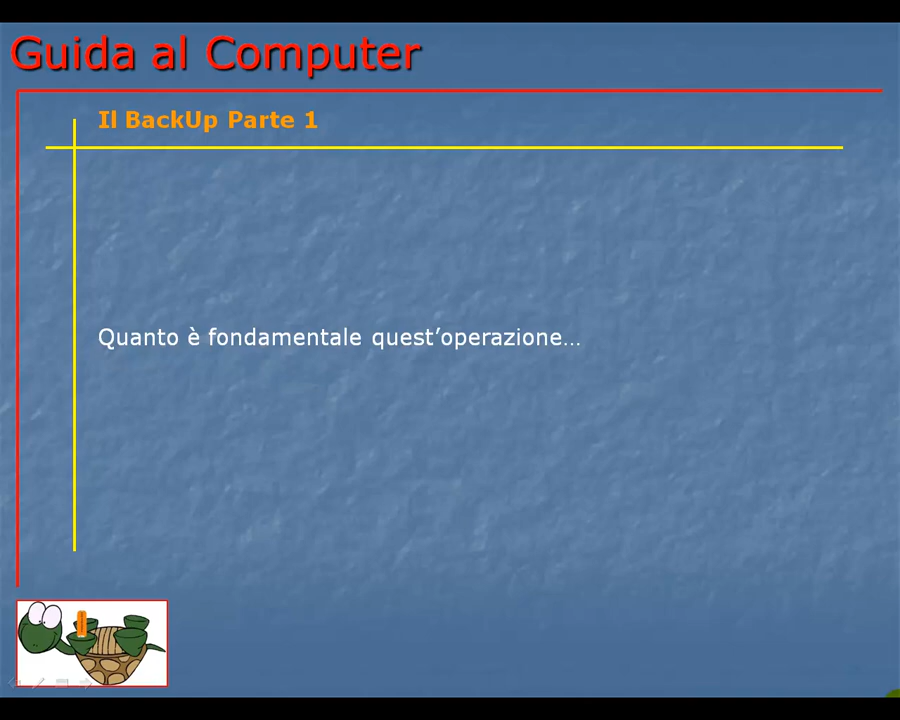 Guida al Computer
Il BackUp Parte 1
Quanto è fondamentale quest’operazione…